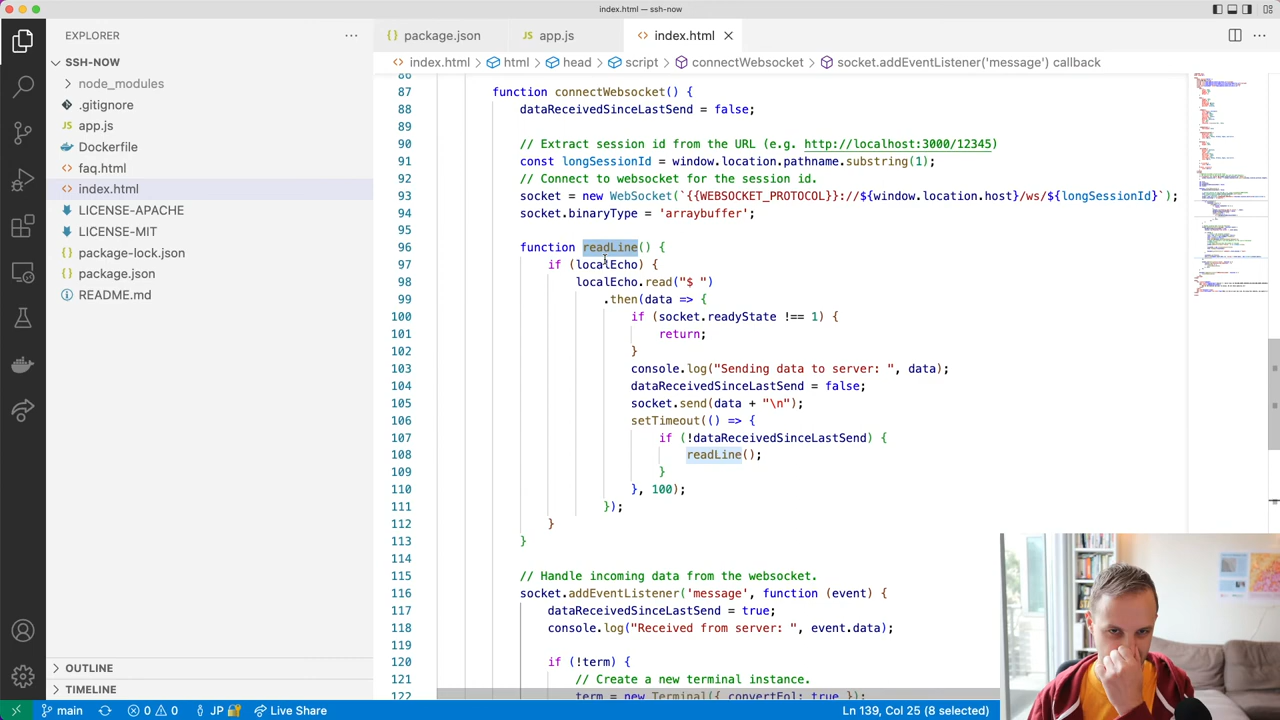 index.html — ssh-now
EXPLORER
SSH-NOW
node_modules
.gitignore
app.js
Dockerfile
faq.html
index.html
LICENSE-APACHE
LICENSE-MIT
package-lock.json
package.json
README.md
OUTLINE
TIMELINE
package.json
JS app.js
index.html
index.html > html > head > script > connectWebsocket > socket.addEventListener('message') callback
86
87 function connectWebsocket() {
88 dataReceivedSinceLastSend = false;
89
90 // Extract session id from the URL (e.g. http://localhost:3000/12345)
91 const longSessionId = window.location.pathname.substring(1);
92 // Connect to websocket for the session id.
93 socket = new WebSocket(`{{WEBSOCKET_PROTOCOL}}://${window.location.host}/ws/${longSessionId}`);
94 socket.binaryType = 'arraybuffer';
95
96 function readLine() {
97 if (localEcho) {
98 localEcho.read("$ ")
99 .then(data => {
100 if (socket.readyState !== 1) {
101 return;
102 }
103 console.log("Sending data to server: ", data);
104 dataReceivedSinceLastSend = false;
105 socket.send(data + "\n");
106 setTimeout(() => {
107 if (!dataReceivedSinceLastSend) {
108 readLine();
109 }
110 }, 100);
111 });
112 }
113 }
114
115 // Handle incoming data from the websocket.
116 socket.addEventListener('message', function (event) {
117 dataReceivedSinceLastSend = true;
118 console.log("Received from server: ", event.data);
119
120 if (!term) {
121 // Create a new terminal instance.
122 term = new Terminal({ convertEol: true });
main
0 0
JP
Live Share
Ln 139, Col 25 (8 selected)